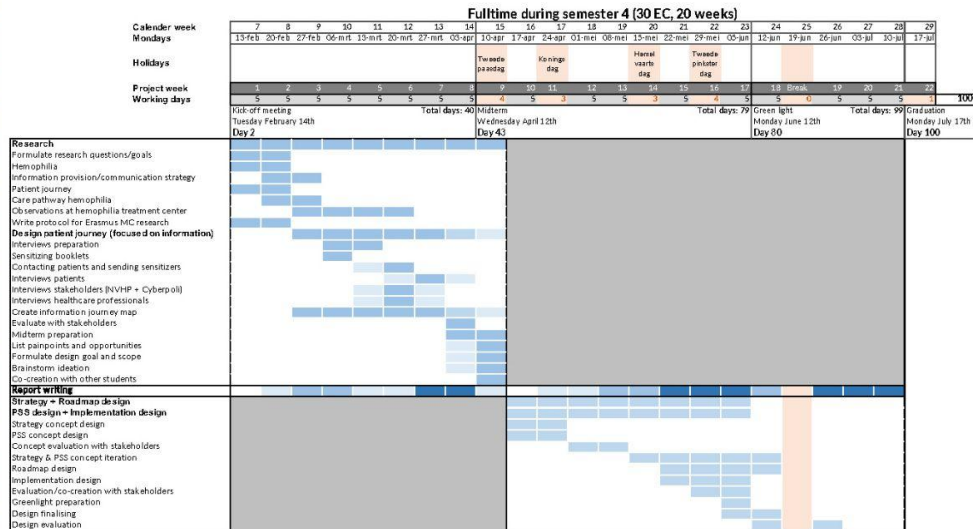 Fulltime during semester 4 (30 EC, 20 weeks)
Calender week 7 8 9 10 11 12 13 14 15 16 17 18 19 20 21 22 23 24 25 26 27 28 29
Mondays 13-feb 20-feb 27-feb 06-mrt 13-mrt 20-mrt 27-mrt 03-apr 10-apr 17-apr 24-apr 01-mei 08-mei 15-mei 22-mei 29-mei 05-jun 12-jun 19-jun 26-jun 03-jul 10-jul 17-jul
Holidays Tweede paasdag Konings dag Hemel vaarts dag Tweede pinkster dag
Project week 1 2 3 4 5 6 7 8 9 10 11 12 13 14 15 16 17 18 Break 19 20 21 22
Working days 5 5 5 5 5 5 5 5 4 5 3 5 5 3 5 4 5 5 0 5 5 5 1 100
Kick-off meeting Total days: 40 Midterm Total days: 79 Green light Total days: 99 Graduation
Tuesday February 14th Wednesday April 12th Monday June 12th Monday July 17th
Day 2 Day 43 Day 80 Day 100
Research
Formulate research questions/goals
Hemophilia
Information provision/communication strategy
Patient journey
Care pathway hemophilia
Observations at hemophilia treatment center
Write protocol for Erasmus MC research
Design patient journey (focused on information)
Interviews preparation
Sensitizing booklets
Contacting patients and sending sensitizers
Interviews patients
Interviews stakeholders (NVHP + Cyberpoli)
Interviews healthcare professionals
Create information journey map
Evaluate with stakeholders
Midterm preparation
List painpoints and opportunities
Formulate design goal and scope
Brainstorm ideation
Co-creation with other students
Report writing
Strategy + Roadmap design
PSS design + Implementation design
Strategy concept design
PSS concept design
Concept evaluation with stakeholders
Strategy & PSS concept iteration
Roadmap design
Implementation design
Evaluation/co-creation with stakeholders
Greenlight preparation
Design finalising
Design evaluation